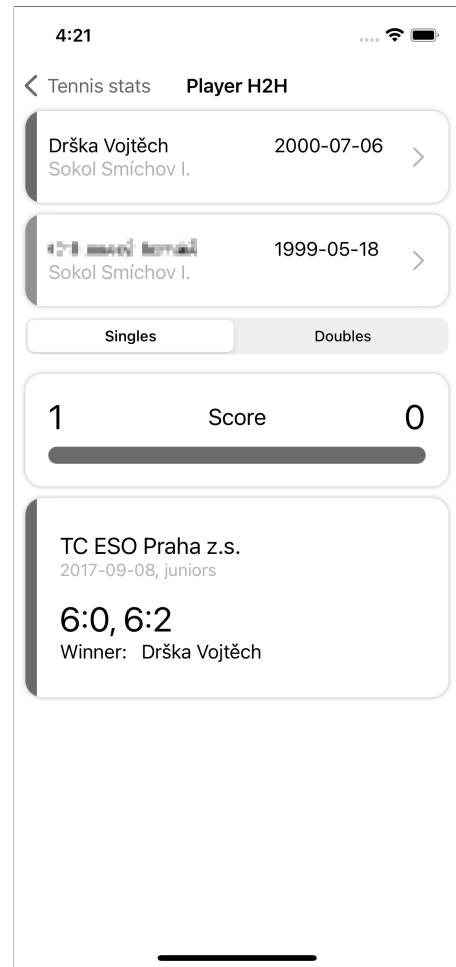 4:21
Tennis stats Player H2H
Drška Vojtěch 2000-07-06
Sokol Smíchov I.
1999-05-18
Sokol Smíchov I.
Singles Doubles
1 Score 0
TC ESO Praha z.s.
2017-09-08, juniors
6:0, 6:2
Winner: Drška Vojtěch